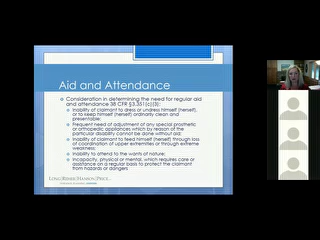 Aid and Attendance
Consideration in determining the need for regular aid
and attendance 38 CFR §3.351(c)(3):
Inability of claimant to dress or undress himself (herself), or
to keep himself (herself) ordinarily clean and
presentable;
Frequent need of adjustment of any special prosthetic
or orthopedic appliances which by reason of the
particular disability cannot be done without aid;
Inability of claimant to feed himself (herself) through loss
of coordination of upper extremities or through extreme
weakness;
Inability to attend to the wants of nature;
Incapacity, physical or mental, which requires care or
assistance on a regular basis to protect the claimant
from hazards or dangers